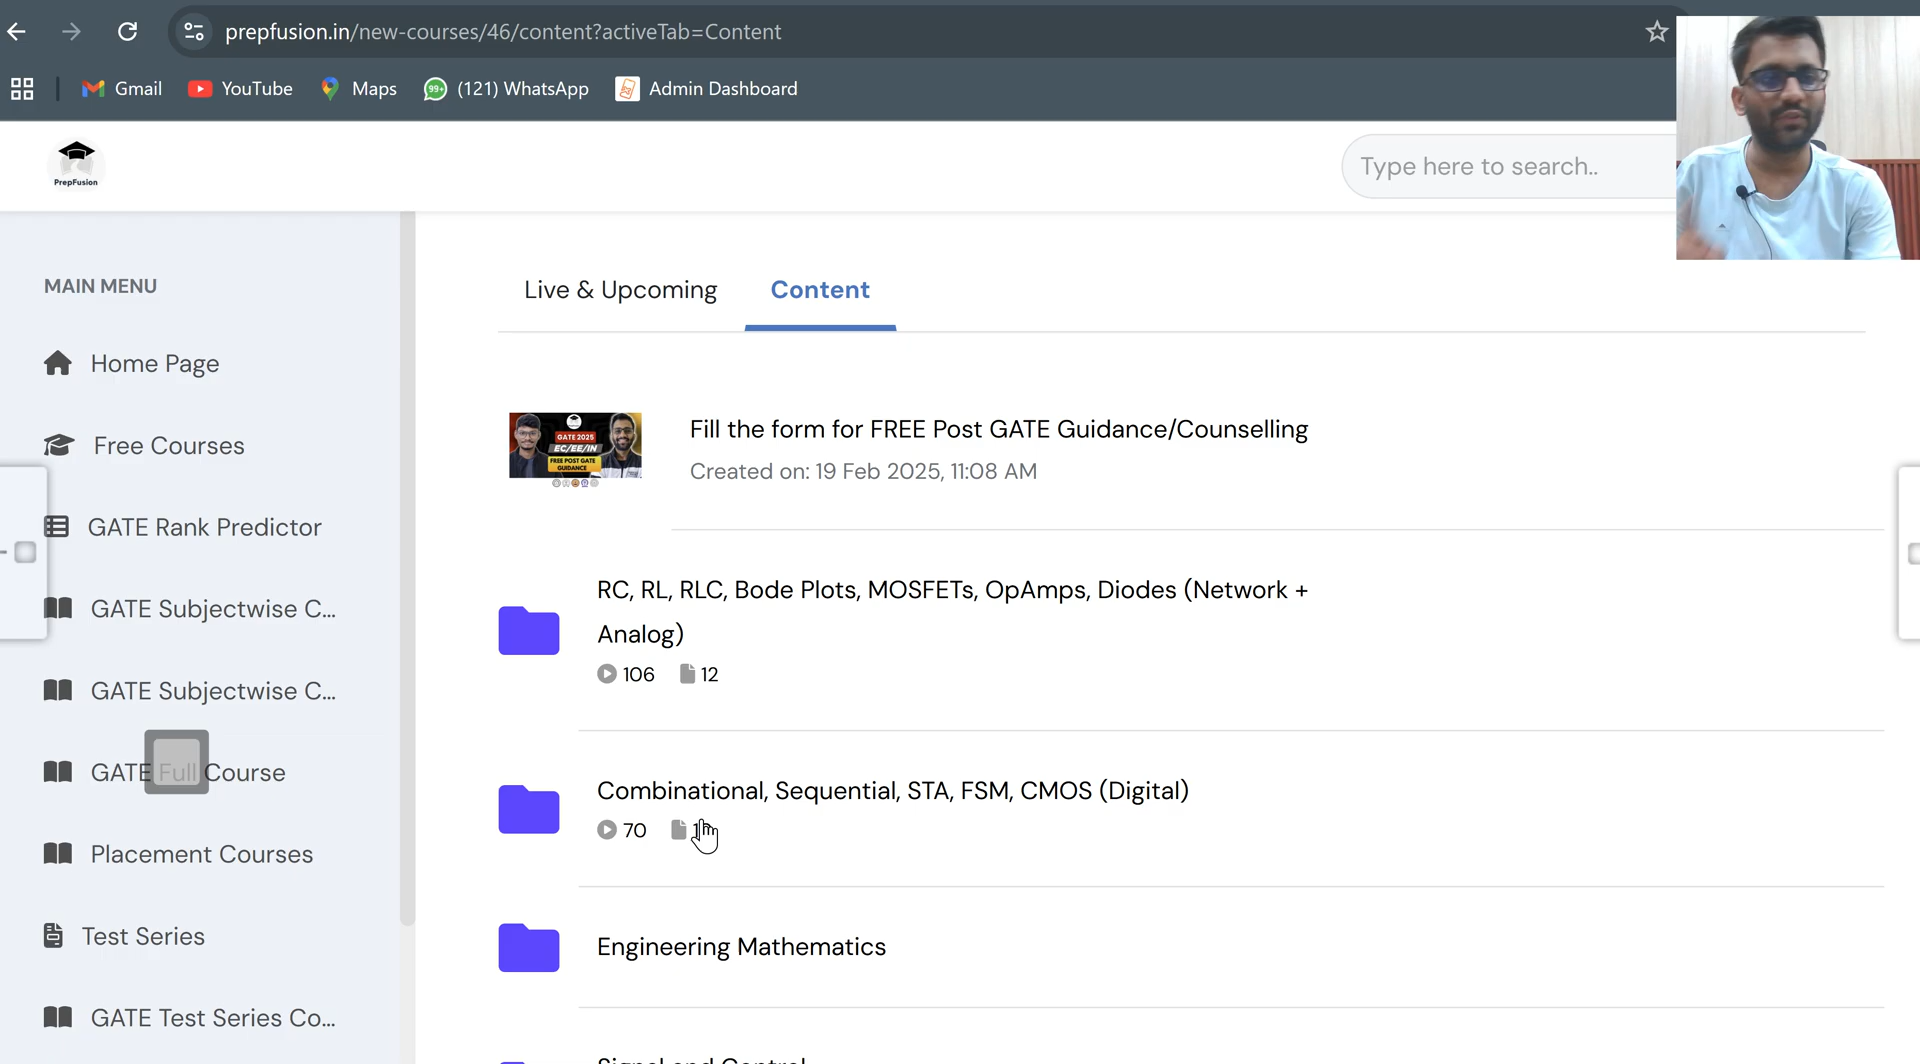 prepfusion.in/new-courses/46/content?activeTab=Content
Gmail
YouTube
Maps
99+
(121) WhatsApp
Admin Dashboard
PrepFusion
Type here to search..
MAIN MENU
Home Page
Free Courses
GATE Rank Predictor
GATE Subjectwise C...
GATE Subjectwise C...
GATE Full Course
Placement Courses
Test Series
GATE Test Series Co...
Live & Upcoming
Content
GATE 2025
EC/EE/IN
FREE POST GATE
GUIDANCE
Fill the form for FREE Post GATE Guidance/Counselling
Created on: 19 Feb 2025, 11:08 AM
RC, RL, RLC, Bode Plots, MOSFETs, OpAmps, Diodes (Network +
Analog)
106 12
Combinational, Sequential, STA, FSM, CMOS (Digital)
70
Engineering Mathematics
Signal and Control